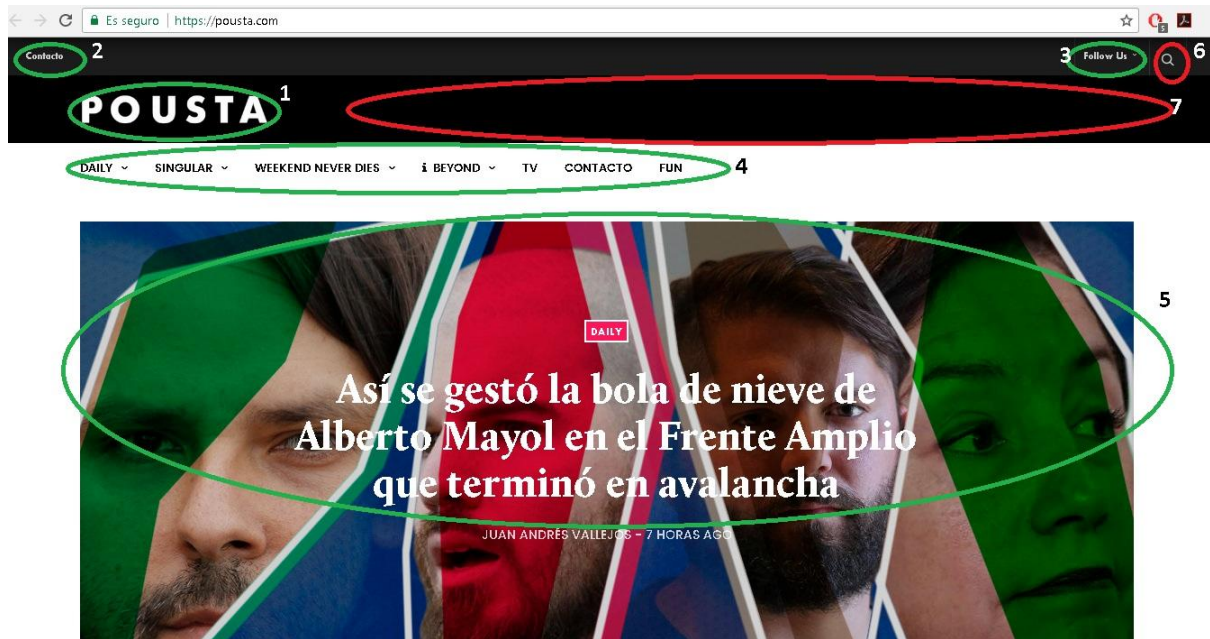 Es seguro | https://pousta.com
5
Contacto 2 3 Follow Us 6
POUSTA 1 7
DAILY SINGULAR WEEKEND NEVER DIES i BEYOND TV CONTACTO FUN 4
5
DAILY
Así se gestó la bola de nieve de
Alberto Mayol en el Frente Amplio
que terminó en avalancha
JUAN ANDRÉS VALLEJOS - 7 HORAS AGO